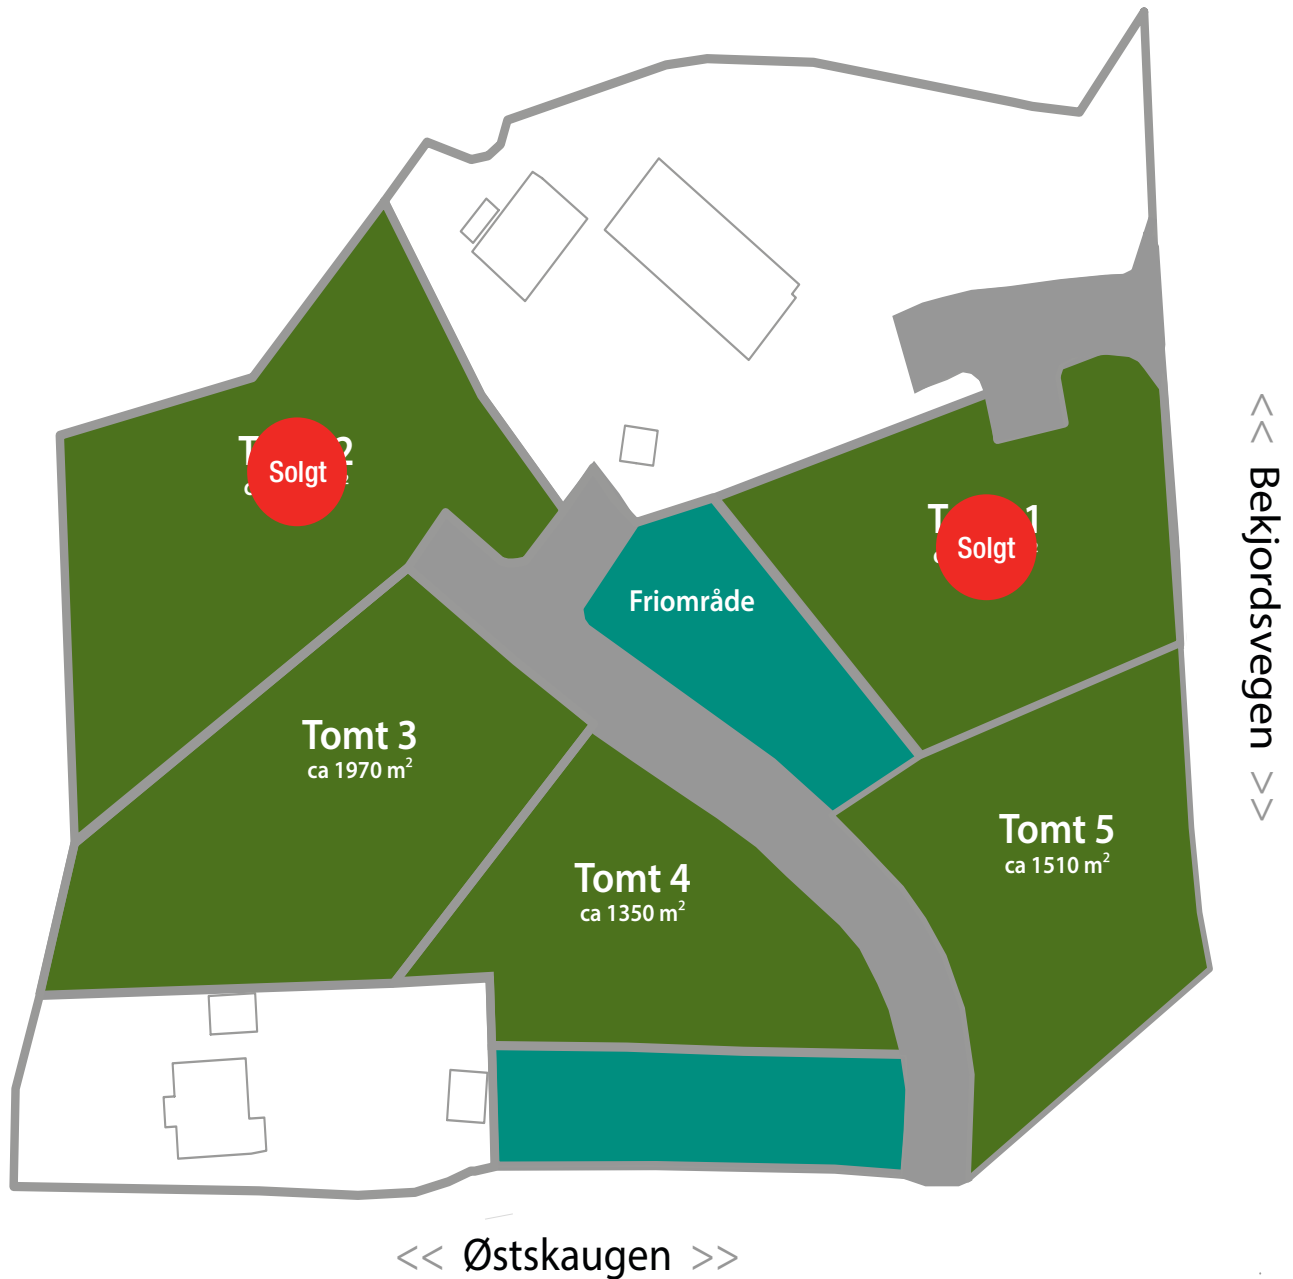 Solgt
Solgt
Friområde
Tomt 3
ca 1970 m²
Tomt 5
ca 1510 m²
Tomt 4
ca 1350 m²
<< Bekjordsvegen >>
<< Østskaugen >>